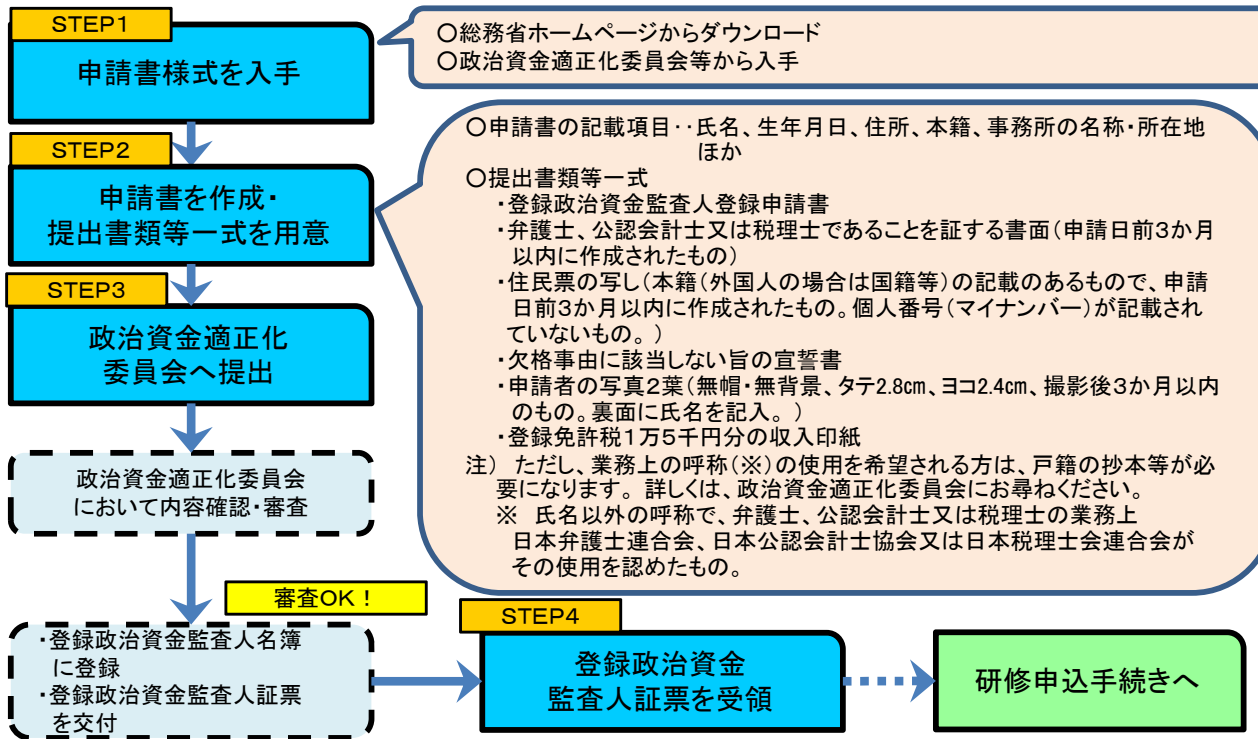 STEP1
申請書様式を入手
○総務省ホームページからダウンロード
○政治資金適正化委員会等から入手
STEP2
申請書を作成・
提出書類等一式を用意
○申請書の記載項目‥氏名、生年月日、住所、本籍、事務所の名称・所在地
ほか
○提出書類等一式
・登録政治資金監査人登録申請書
・弁護士、公認会計士又は税理士であることを証する書面(申請日前3か月
以内に作成されたもの)
・住民票の写し(本籍(外国人の場合は国籍等)の記載のあるもので、申請
日前3か月以内に作成されたもの。個人番号(マイナンバー)が記載され
ていないもの。)
・欠格事由に該当しない旨の宣誓書
・申請者の写真2葉(無帽・無背景、タテ2.8㎝、ヨコ2.4㎝、撮影後3か月以内
のもの。裏面に氏名を記入。)
・登録免許税1万5千円分の収入印紙
注) ただし、業務上の呼称(※)の使用を希望される方は、戸籍の抄本等が必
要になります。詳しくは、政治資金適正化委員会にお尋ねください。
※ 氏名以外の呼称で、弁護士、公認会計士又は税理士の業務上
日本弁護士連合会、日本公認会計士協会又は日本税理士会連合会が
その使用を認めたもの。
STEP3
政治資金適正化
委員会へ提出
政治資金適正化委員会
において内容確認・審査
審査OK!
・登録政治資金監査人名簿
に登録
・登録政治資金監査人証票
を交付
STEP4
登録政治資金
監査人証票を受領
研修申込手続きへ